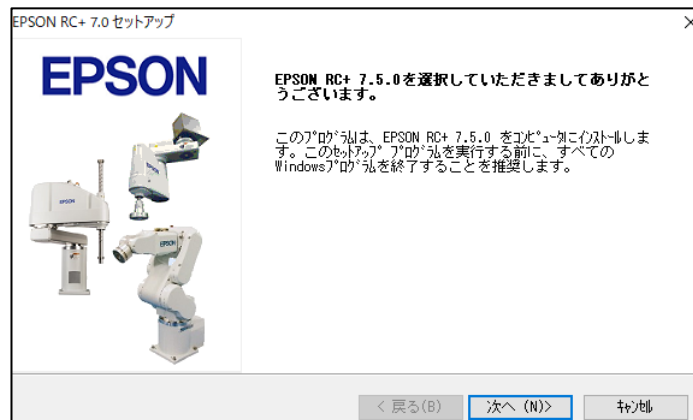 EPSON RC+ 7.0 セットアップ
EPSON
EPSON RC+ 7.5.0を選択していただきましてありがと
うございます。
このﾌﾟﾛｸﾞﾗﾑは、EPSON RC+ 7.5.0 をｺﾝﾋﾟｭｰﾀにｲﾝｽﾄｰﾙしま
す。このｾｯﾄｱｯﾌﾟ ﾌﾟﾛｸﾞﾗﾑを実行する前に、すべての
Windowsﾌﾟﾛｸﾞﾗﾑを終了することを推奨します。
EPSON
EPSON
< 戻る(B)
次へ (N)>
ｷｬﾝｾﾙ